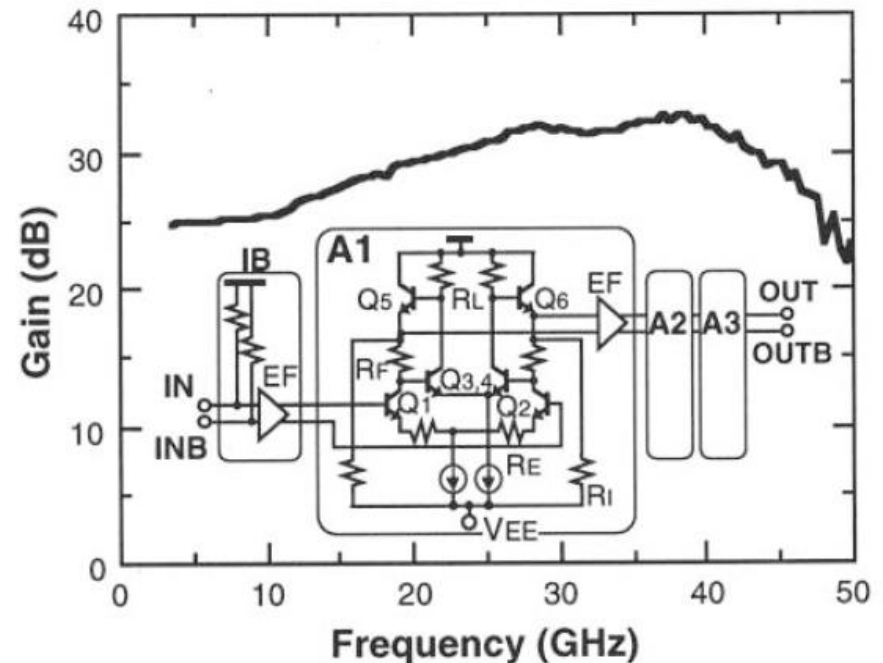 40
30
20
10
0
Gain (dB)
0 10 20 30 40 50
Frequency (GHz)
IB
IN
INB
EF
A1
Q5
RL
Q6
EF
RF
Q3,4
Q1
Q2
RE
RI
VEE
A2
A3
OUT
OUTB